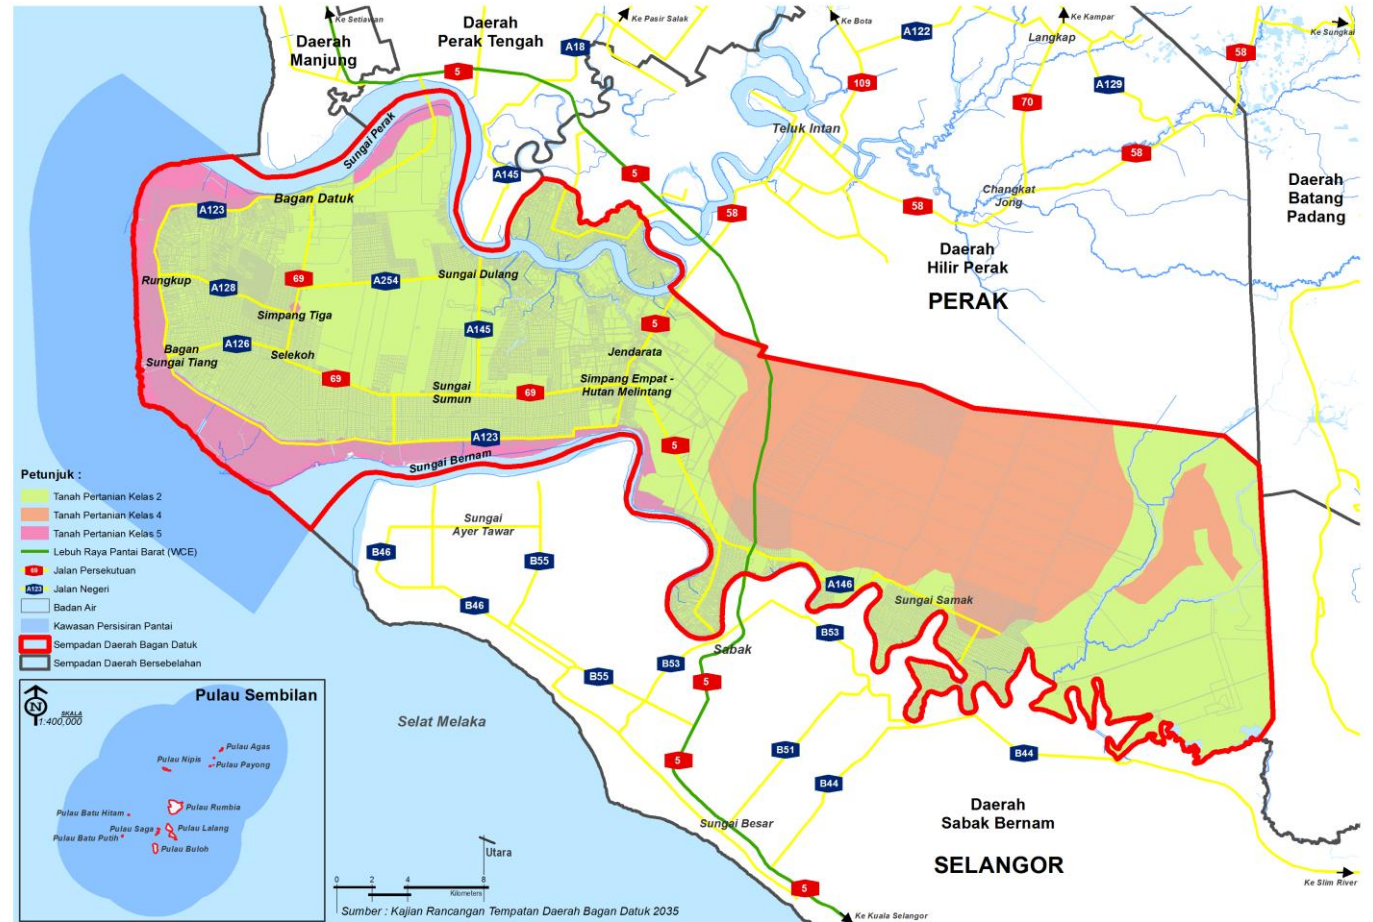 Ke Setiawan
Daerah
Manjung
Daerah
Perak Tengah
5
A18
Ke Pasir Salak
Ke Bota
A122
Ke Kampar
Langkap
58
Ke Sungkai
109
70
A129
Teluk Intan
58
Sungai Perak
A145
5
Changkat
Jong
Daerah
Batang
Padang
Bagan Datuk
A123
58
58
Daerah
Hilir Perak
PERAK
Rungkup
A128
69
A254
Sungai Dulang
Simpang Tiga
A145
5
Bagan
Sungai Tiang
A126
Selekoh
Jendarata
69
Sungai
Sumun
69
Simpang Empat -
Hutan Melintang
A123
5
Sungai Bernam
Petunjuk :
Tanah Pertanian Kelas 2
Tanah Pertanian Kelas 4
Tanah Pertanian Kelas 5
Lebuh Raya Pantai Barat (WCE)
69
Jalan Persekutuan
A123
Jalan Negeri
Badan Air
Kawasan Persisiran Pantai
Sempadan Daerah Bagan Datuk
Sempadan Daerah Bersebelahan
Sungai
Ayer Tawar
B46
B55
B46
A146
Sungai Samak
B53
Sabak
B53
B55
5
Selat Melaka
B51
B44
5
B44
Daerah
Sabak Bernam
SELANGOR
Sungai Besar
5
Ke Kuala Selangor
Ke Slim River
N
SKALA
1:400,000
Pulau Sembilan
Pulau Agas
Pulau Nipis
Pulau Payong
Pulau Rumbia
Pulau Batu Hitam
Pulau Saga
Pulau Lalang
Pulau Batu Putih
Pulau Buloh
Utara
0 2 4 8
Kilometers
Sumber : Kajian Rancangan Tempatan Daerah Bagan Datuk 2035